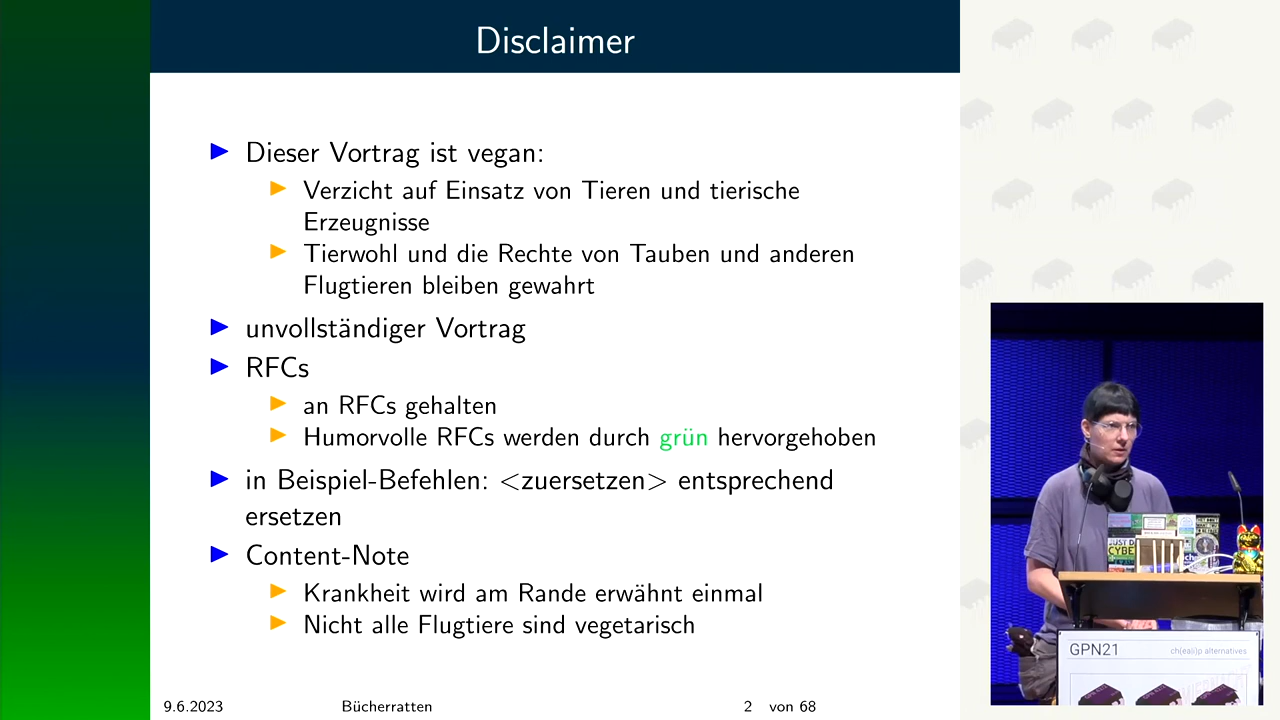 Disclaimer
Dieser Vortrag ist vegan:
Verzicht auf Einsatz von Tieren und tierische
Erzeugnisse
Tierwohl und die Rechte von Tauben und anderen
Flugtieren bleiben gewahrt
unvollständiger Vortrag
RFCs
an RFCs gehalten
Humorvolle RFCs werden durch grün hervorgehoben
in Beispiel-Befehlen: <zuersetzen> entsprechend
ersetzen
Content-Note
Krankheit wird am Rande erwähnt einmal
Nicht alle Flugtiere sind vegetarisch
9.6.2023 Bücherratten 2 von 68
JUST D
CYBE
GPN21 ch(ea(i)p alternatives